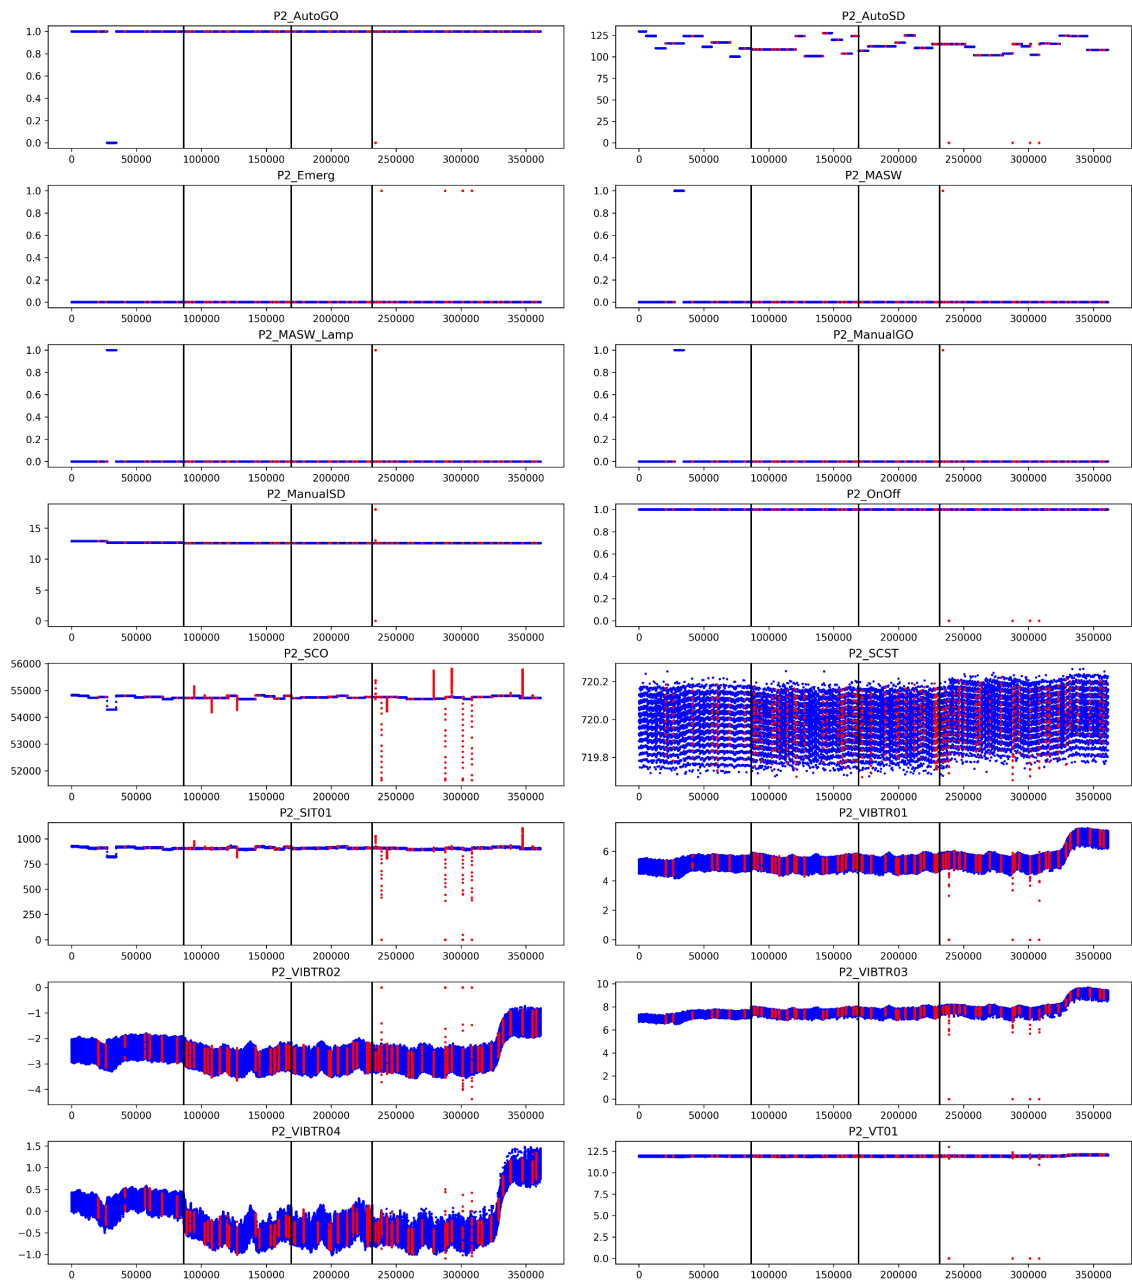 P2_AutoGO
1.0
0.8
0.6
0.4
0.2
0.0
0 50000 100000 150000 200000 250000 300000 350000
P2_AutoSD
125
100
75
50
25
0
0 50000 100000 150000 200000 250000 300000 350000
P2_Emerg
1.0
0.8
0.6
0.4
0.2
0.0
0 50000 100000 150000 200000 250000 300000 350000
P2_MASW
1.0
0.8
0.6
0.4
0.2
0.0
0 50000 100000 150000 200000 250000 300000 350000
P2_MASW_Lamp
1.0
0.8
0.6
0.4
0.2
0.0
0 50000 100000 150000 200000 250000 300000 350000
P2_ManualGO
1.0
0.8
0.6
0.4
0.2
0.0
0 50000 100000 150000 200000 250000 300000 350000
P2_ManualSD
15
10
5
0
0 50000 100000 150000 200000 250000 300000 350000
P2_OnOff
1.0
0.8
0.6
0.4
0.2
0.0
0 50000 100000 150000 200000 250000 300000 350000
P2_SCO
56000
55000
54000
53000
52000
0 50000 100000 150000 200000 250000 300000 350000
P2_SCST
720.2
720.0
719.8
0 50000 100000 150000 200000 250000 300000 350000
P2_SIT01
1000
750
500
250
0
0 50000 100000 150000 200000 250000 300000 350000
P2_VIBTR01
6
4
2
0
0 50000 100000 150000 200000 250000 300000 350000
P2_VIBTR02
0
−1
−2
−3
−4
0 50000 100000 150000 200000 250000 300000 350000
P2_VIBTR03
10
8
6
4
2
0
0 50000 100000 150000 200000 250000 300000 350000
P2_VIBTR04
1.5
1.0
0.5
0.0
−0.5
−1.0
0 50000 100000 150000 200000 250000 300000 350000
P2_VT01
12.5
10.0
7.5
5.0
2.5
0.0
0 50000 100000 150000 200000 250000 300000 350000